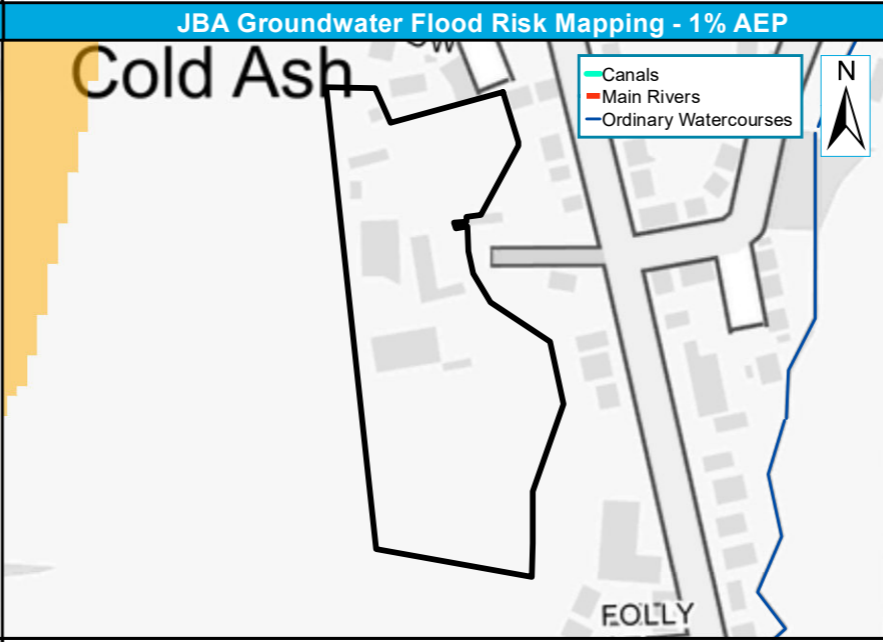 JBA Groundwater Flood Risk Mapping - 1% AEP
Cold Ash
Canals
Main Rivers
Ordinary Watercourses
N
FOLLY